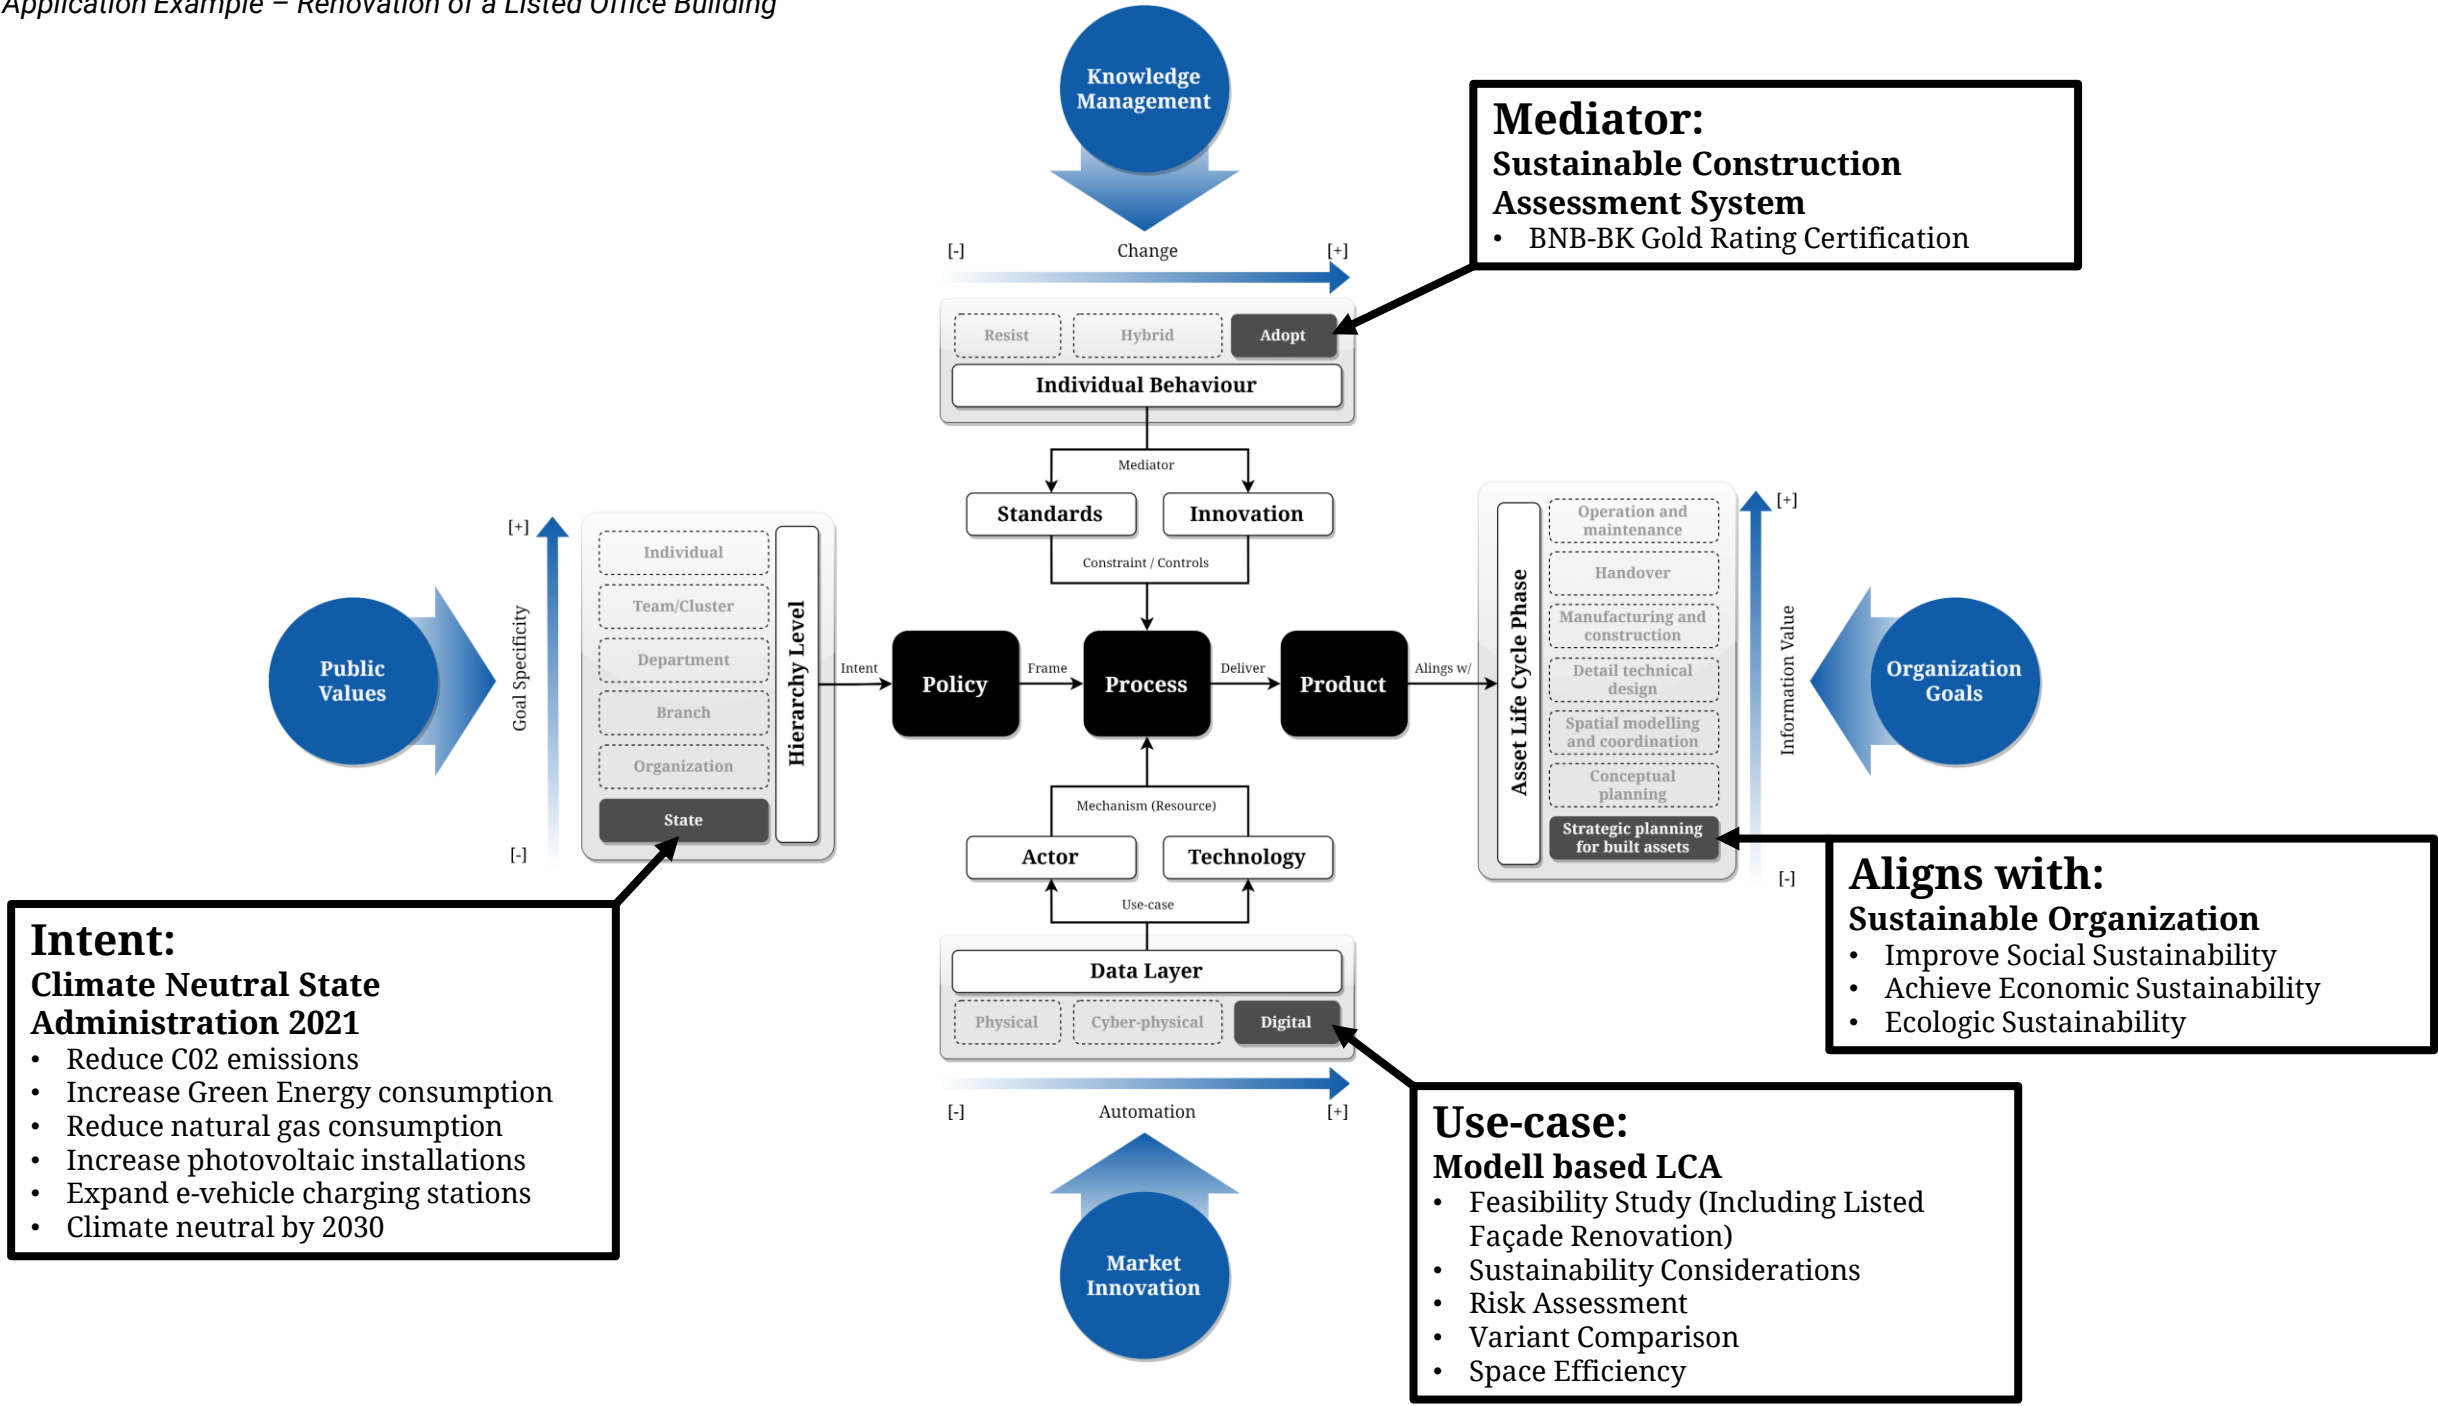 Application Example – Renovation of a Listed Office Building
Knowledge
Management
Mediator:
Sustainable Construction
Assessment System
• BNB-BK Gold Rating Certification
[-] Change [+]
Resist Hybrid Adopt
Individual Behaviour
Mediator
Standards Innovation
Constraint / Controls
Public
Values
[+]
Goal Specificity
[-]
Individual
Team/Cluster
Department
Branch
Organization
State
Hierarchy Level
Intent
Policy
Frame
Process
Deliver
Product
Alings w/
Asset Life Cycle Phase
Operation and
maintenance
Handover
Manufacturing and
construction
Detail technical
design
Spatial modelling
and coordination
Conceptual
planning
Strategic planning
for built assets
[+]
Information Value
[-]
Organization
Goals
Mechanism (Resource)
Actor Technology
Use-case
Data Layer
Physical Cyber-physical Digital
[-] Automation [+]
Market
Innovation
Intent:
Climate Neutral State
Administration 2021
• Reduce C02 emissions
• Increase Green Energy consumption
• Reduce natural gas consumption
• Increase photovoltaic installations
• Expand e-vehicle charging stations
• Climate neutral by 2030
Aligns with:
Sustainable Organization
• Improve Social Sustainability
• Achieve Economic Sustainability
• Ecologic Sustainability
Use-case:
Modell based LCA
• Feasibility Study (Including Listed
Façade Renovation)
• Sustainability Considerations
• Risk Assessment
• Variant Comparison
• Space Efficiency